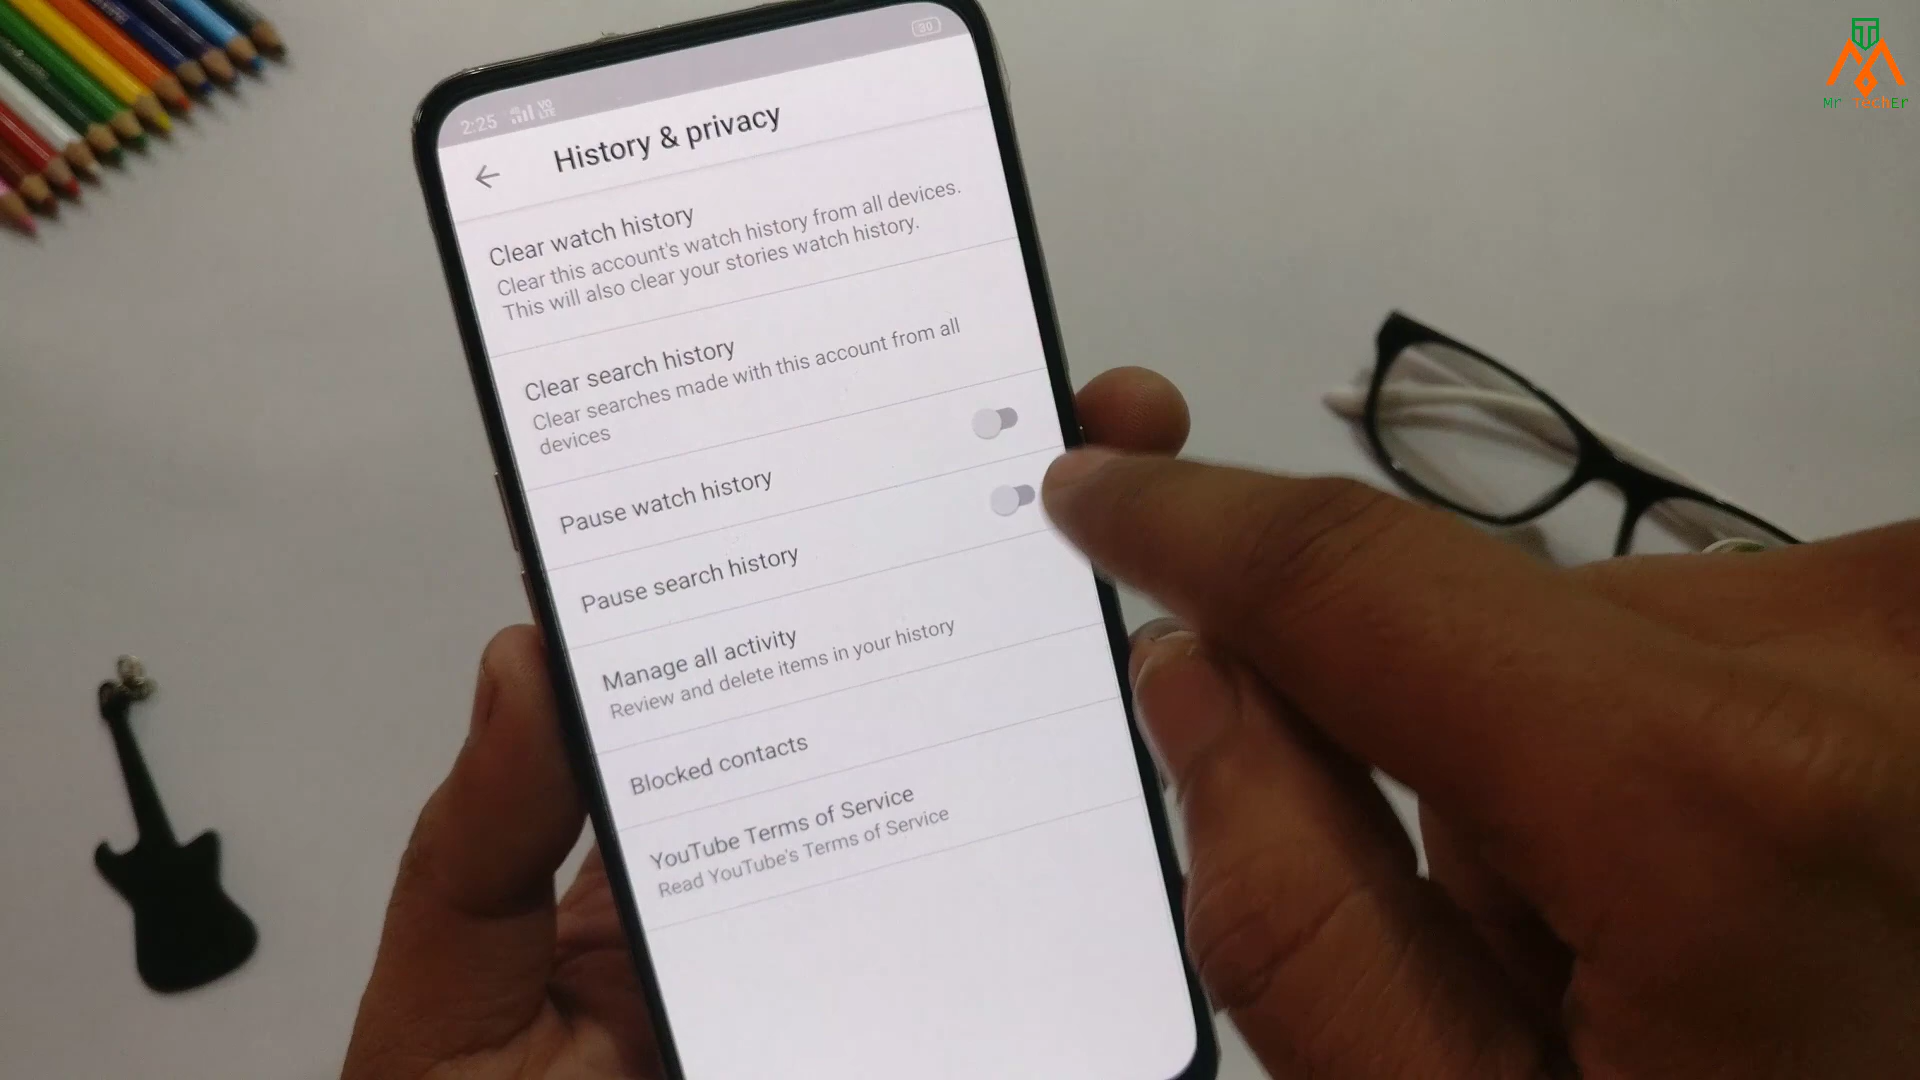 2:25
VO
LTE
30
History & privacy
Clear watch history
Clear this account's watch history from all devices.
This will also clear your stories watch history.
Clear search history
Clear searches made with this account from all
devices
Pause watch history
Pause search history
Manage all activity
Review and delete items in your history
Blocked contacts
YouTube Terms of Service
Read YouTube's Terms of Service
Mr TechEr